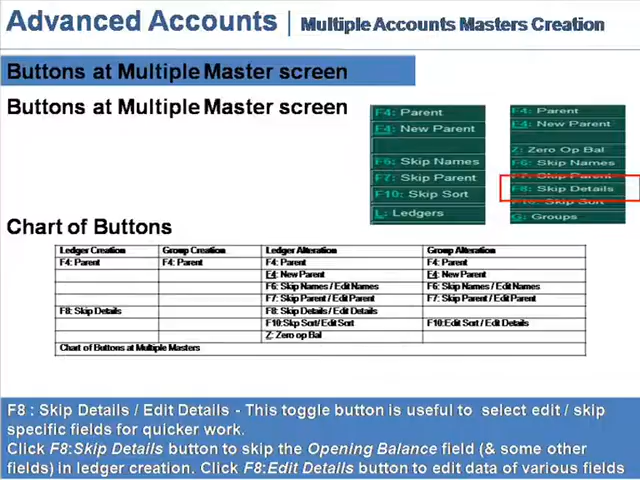 Advanced Accounts | Multiple Accounts Masters Creation
Buttons at Multiple Master screen
Buttons at Multiple Master screen
F4: Parent
F4: New Parent
F6: Skip Names
F7: Skip Parent
F10: Skip Sort
L: Ledgers
F4: Parent
F4: New Parent
Z: Zero Op Bal
F6: Skip Names
F7: Skip Parent
F8: Skip Details
F10: Skip Sort
G: Groups
Chart of Buttons
Ledger Creation Group Creation Ledger Alteration Group Alteration
F4: Parent F4: Parent F4: Parent F4: Parent
F4: New Parent F4: New Parent
F6: Skip Names / Edit Names F6: Skip Names / Edit Names
F7: Skip Parent / Edit Parent F7: Skip Parent / Edit Parent
F8: Skip Details F8: Skip Details / Edit Details
F10:Skp Sort/ Edit Sort F10:Edit Sort / Edit Details
Z: Zero op Bal
Chart of Buttons at Multiple Masters
F8 : Skip Details / Edit Details - This toggle button is useful to select edit / skip
specific fields for quicker work.
Click F8:Skip Details button to skip the Opening Balance field (& some other
fields) in ledger creation. Click F8:Edit Details button to edit data of various fields